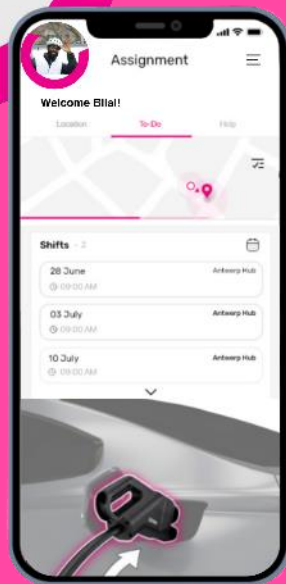 Assignment
Welcome Bilal!
Location To-Do Help
Shifts - 2
28 June Antwerp Hub
09:00 AM
03 July Antwerp Hub
09:00 AM
10 July Antwerp Hub
09:00 AM